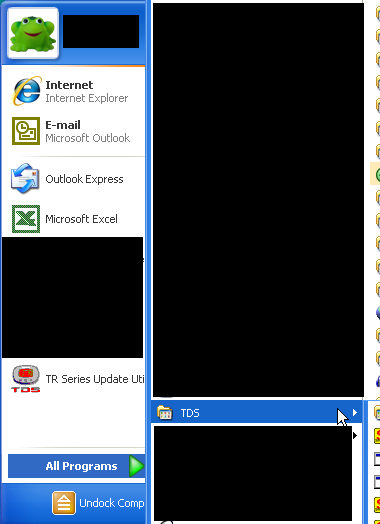 Internet
Internet Explorer
E-mail
Microsoft Outlook
Outlook Express
Microsoft Excel
TDS
TR Series Update Uti
TDS
All Programs
Undock Comp